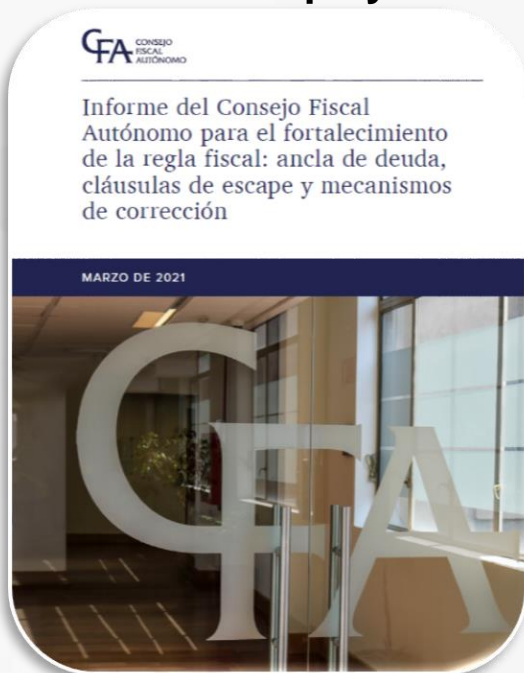 CFA CONSEJO
FISCAL
AUTÓNOMO
Informe del Consejo Fiscal
Autónomo para el fortalecimiento
de la regla fiscal: ancla de deuda,
cláusulas de escape y mecanismos
de corrección
MARZO DE 2021
CFA